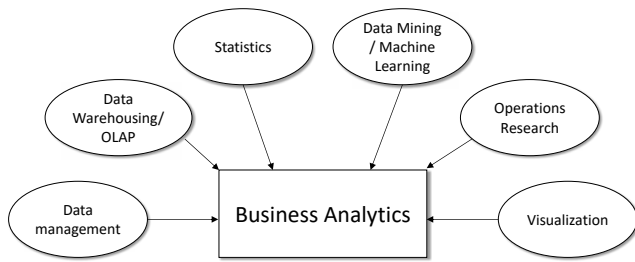 Statistics
Data Mining
/ Machine
Learning
Data
Warehousing/
OLAP
Operations
Research
Data
management
Business Analytics
Visualization